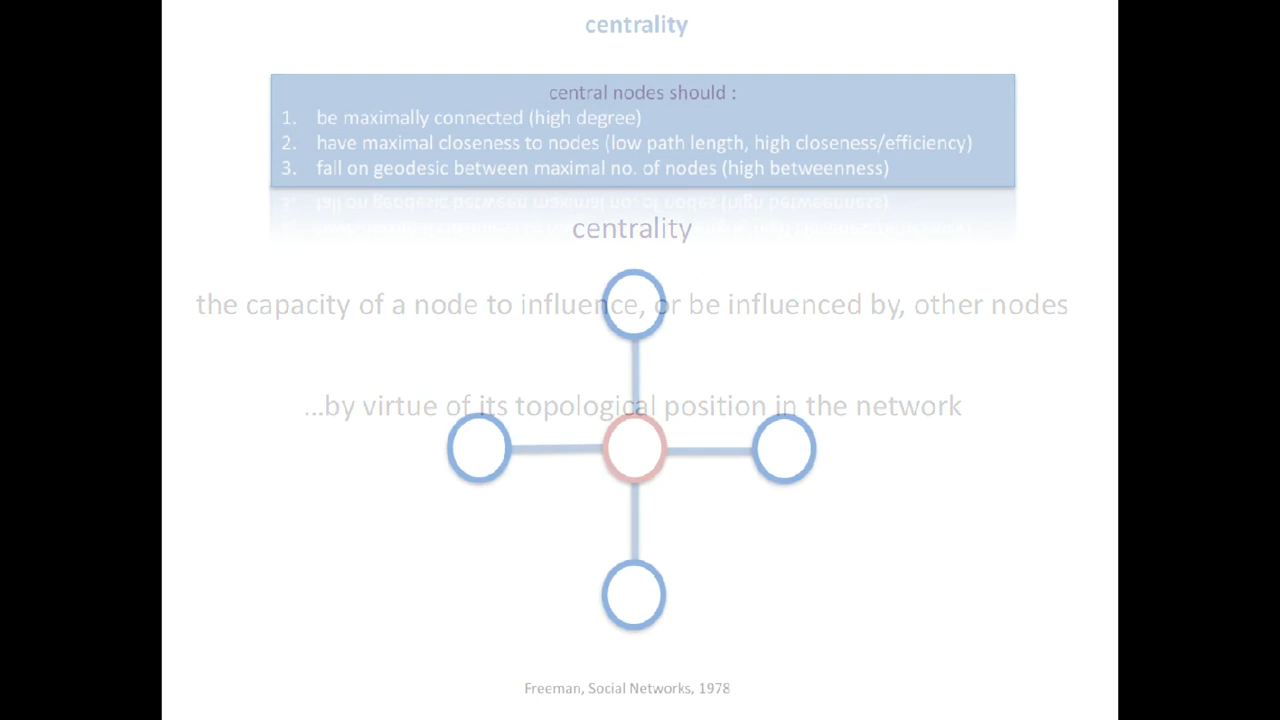 centrality
central nodes should :
1. be maximally connected (high degree)
2. have maximal closeness to nodes (low path length, high closeness/efficiency)
3. fall on geodesic between maximal no. of nodes (high betweenness)
centrality
the capacity of a node to influence, or be influenced by, other nodes
...by virtue of its topological position in the network
Freeman, Social Networks, 1978